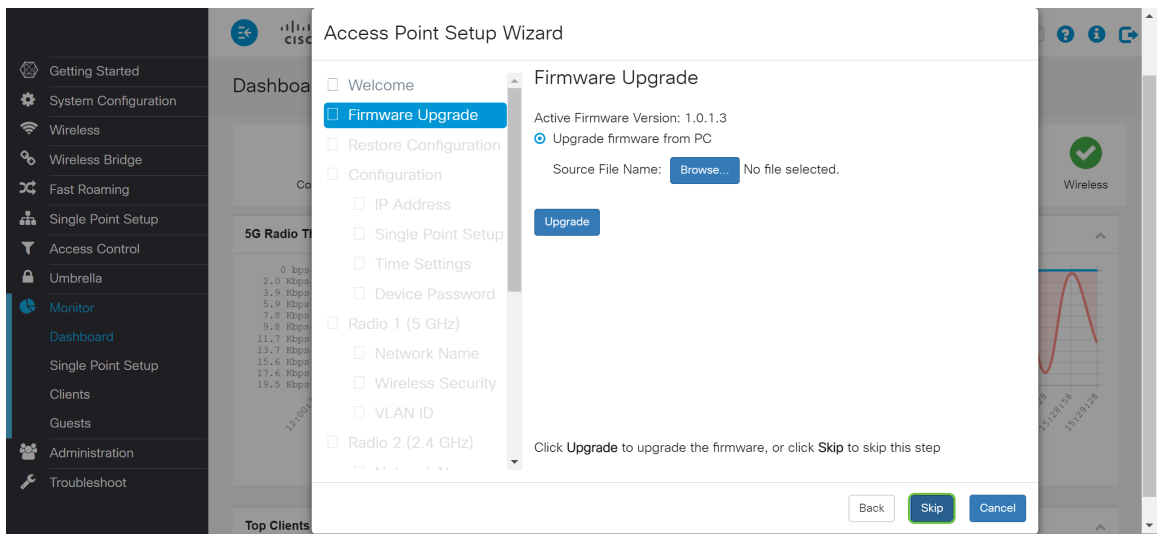 CISC
Access Point Setup Wizard
Getting Started
System Configuration
Wireless
Wireless Bridge
Fast Roaming
Single Point Setup
Access Control
Umbrella
Monitor
Dashboard
Single Point Setup
Clients
Guests
Administration
Troubleshoot
Dashboa
Co
5G Radio
0 bps
2.0 Kbps
3.9 Kbps
5.9 Kbps
7.8 Kbps
9.8 Kbps
11.7 Kbps
13.7 Kbps
15.6 Kbps
17.6 Kbps
19.5 Kbps
12:00:
Top Clients
Welcome
Firmware Upgrade
Restore Configuration
Configuration
IP Address
Single Point Setup
Time Settings
Device Password
Radio 1 (5 GHz)
Network Name
Wireless Security
VLAN ID
Radio 2 (2.4 GHz)
Firmware Upgrade
Active Firmware Version: 1.0.1.3
Upgrade firmware from PC
Source File Name: Browse... No file selected.
Upgrade
Click Upgrade to upgrade the firmware, or click Skip to skip this step
Back Skip Cancel
Wireless
15:28:58
15:29:28